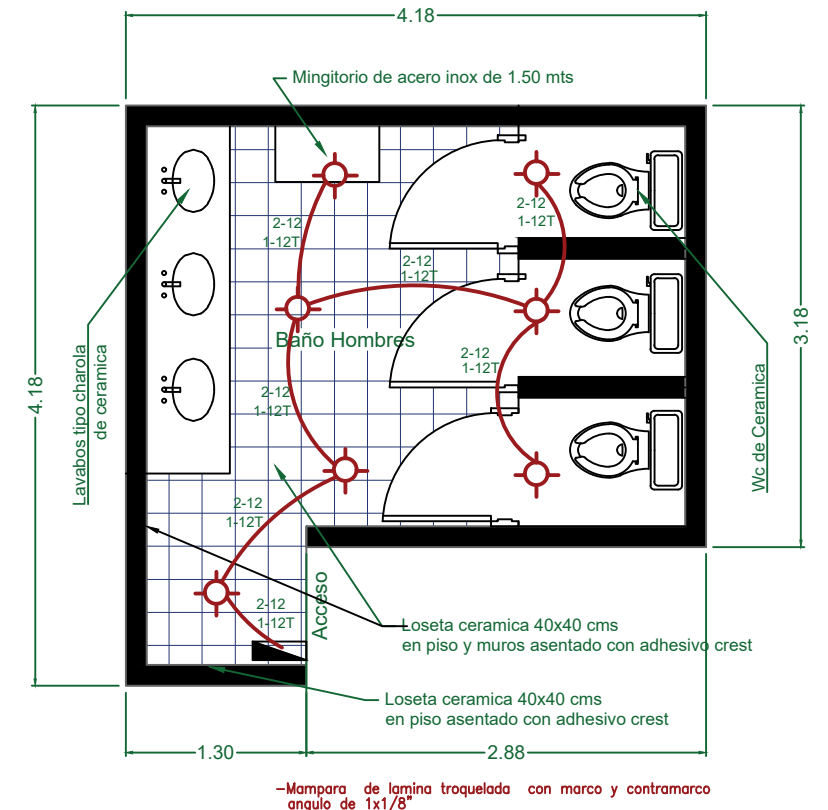 4.18
Mingitorio de acero inox de 1.50 mts
2-12
1-12T
2-12
1-12T
2-12
1-12T
Baño Hombres
2-12
1-12T
2-12
1-12T
2-12
1-12T
2-12
1-12T
4.18
3.18
Lavabos tipo charola
de ceramica
Wc de Ceramica
Acceso
Loseta ceramica 40x40 cms
en piso y muros asentado con adhesivo crest
Loseta ceramica 40x40 cms
en piso asentado con adhesivo crest
1.30
2.88
-Mampara de lamina troquelada con marco y contramarco
angulo de 1x1/8"